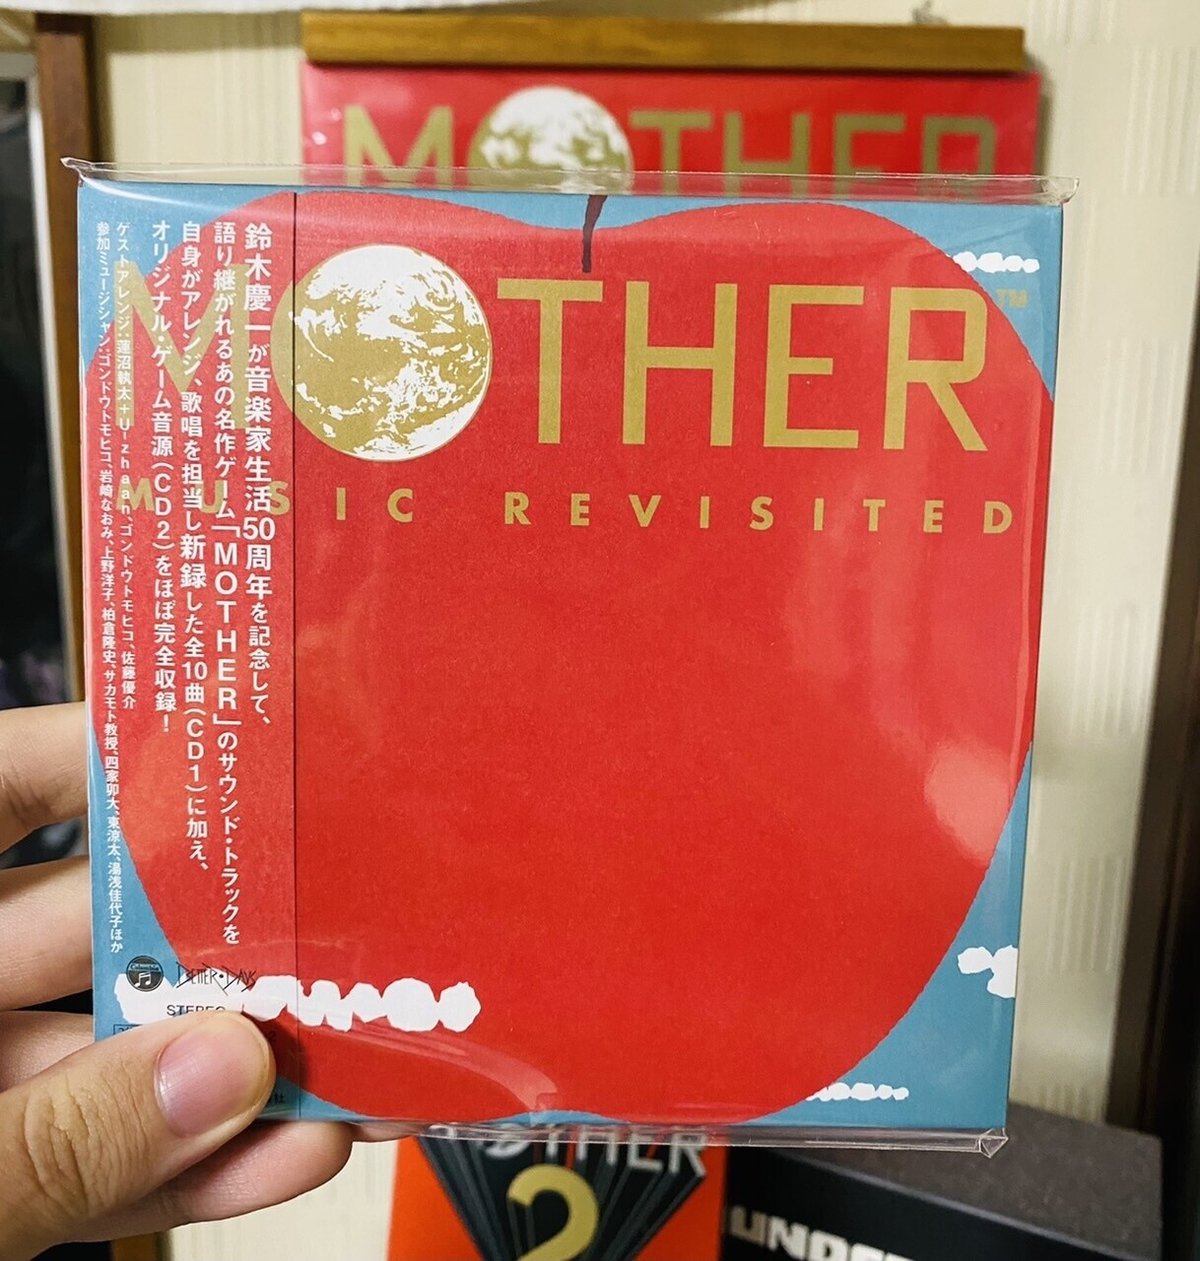 MOTHER
MOTHER™
MUSIC REVISITED
鈴木慶一が音楽家生活50周年を記念して、
語り継がれるあの名作ゲーム「MOTHER」のサウンド・トラックを
自身がアレンジ、歌唱を担当し新録した全10曲(CD1)に加え、
オリジナル・ゲーム音源(CD2)をほぼ完全収録!
ゲストアレンジ:蓮沼執太+U-zhaan、ゴンドウトモヒコ、佐藤優介
参加ミュージシャン:ゴンドウトモヒコ、岩崎なおみ、上野洋子、柏倉隆史、サカモト教授、四家卯大、東涼太、湯浅佳代子ほか
BETTER・DAYS
STEREO
MOTHER
2